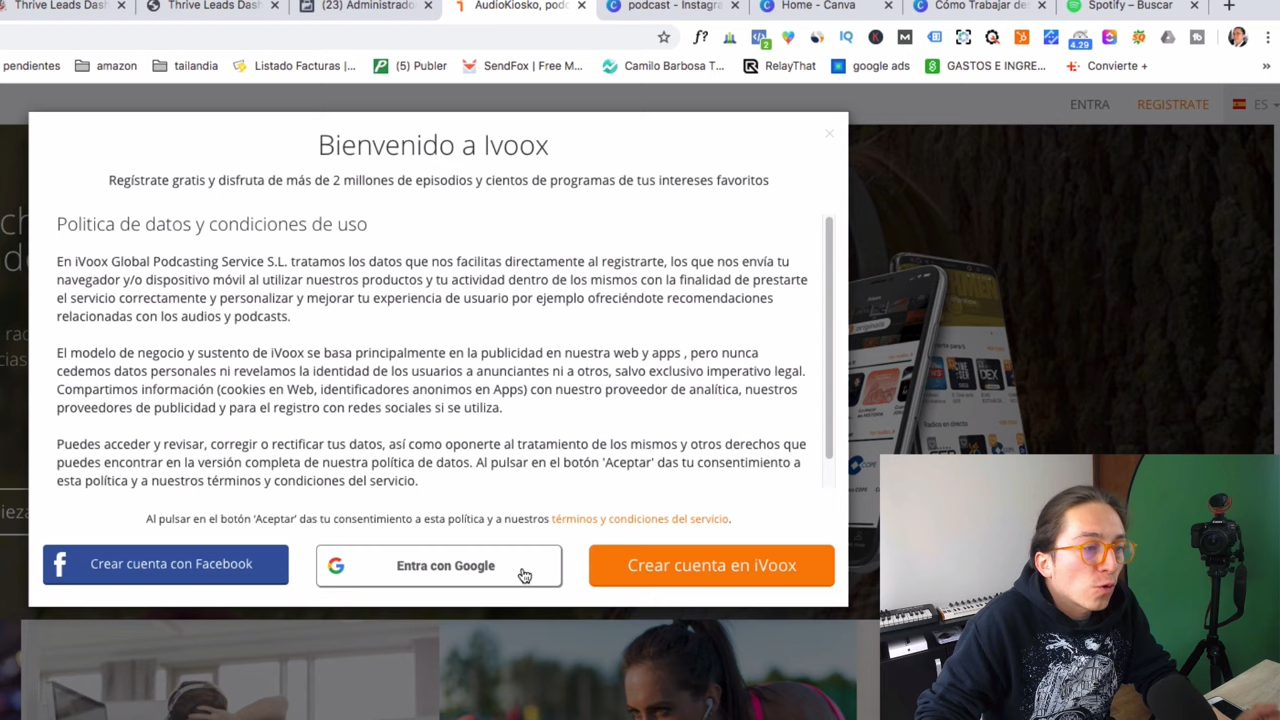 Thrive Leads Dash
Thrive Leads Dash
(23) Administrado
AudioKiosko, podc
podcast - Instagra
Home - Canva
Cómo Trabajar de
Spotify – Buscar
f?
2
IQ
K
M
4.29
pendientes
amazon
tailandia
Listado Facturas |...
(5) Publer
SendFox | Free M...
Camilo Barbosa T...
RelayThat
google ads
GASTOS E INGRE...
Convierte +
»
ENTRA
REGISTRATE
ES
Bienvenido a Ivoox
Regístrate gratis y disfruta de más de 2 millones de episodios y cientos de programas de tus intereses favoritos
Politica de datos y condiciones de uso
En iVoox Global Podcasting Service S.L. tratamos los datos que nos facilitas directamente al registrarte, los que nos envía tu
navegador y/o dispositivo móvil al utilizar nuestros productos y tu actividad dentro de los mismos con la finalidad de prestarte
el servicio correctamente y personalizar y mejorar tu experiencia de usuario por ejemplo ofreciéndote recomendaciones
relacionadas con los audios y podcasts.
El modelo de negocio y sustento de iVoox se basa principalmente en la publicidad en nuestra web y apps , pero nunca
cedemos datos personales ni revelamos la identidad de los usuarios a anunciantes ni a otros, salvo exclusivo imperativo legal.
Compartimos información (cookies en Web, identificadores anonimos en Apps) con nuestro proveedor de analítica, nuestros
proveedores de publicidad y para el registro con redes sociales si se utiliza.
Puedes acceder y revisar, corregir o rectificar tus datos, así como oponerte al tratamiento de los mismos y otros derechos que
puedes encontrar en la versión completa de nuestra política de datos. Al pulsar en el botón 'Aceptar' das tu consentimiento a
esta política y a nuestros términos y condiciones del servicio.
Al pulsar en el botón ‘Aceptar’ das tu consentimiento a esta política y a nuestros términos y condiciones del servicio.
Crear cuenta con Facebook
Entra con Google
Crear cuenta en iVoox